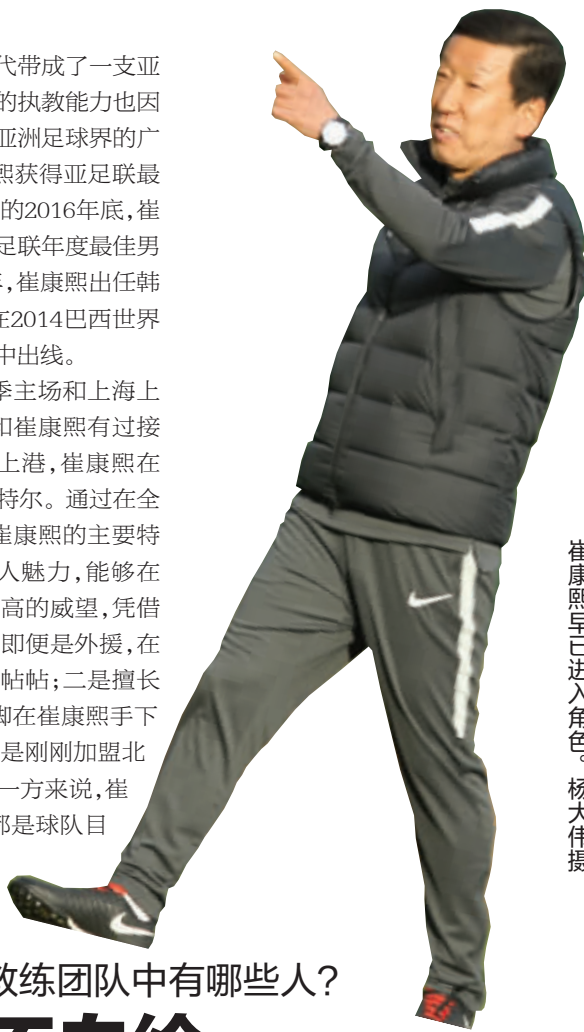 代带成了一支亚
的执教能力也因
亚洲足球界的广
熙获得亚足联最
的2016年底,崔
足联年度最佳男
,崔康熙出任韩
在2014巴西世界
中出线。
季主场和上海上
和崔康熙有过接
上港,崔康熙在
特尔。通过在全
崔康熙的主要特
人魅力,能够在
高的威望,凭借
即便是外援,在
帖帖;二是擅长
脚在崔康熙手下
是刚刚加盟北
一方来说,崔
都是球队目
崔康熙早已进入角色。杨大伟摄
教练团队中有哪些人?